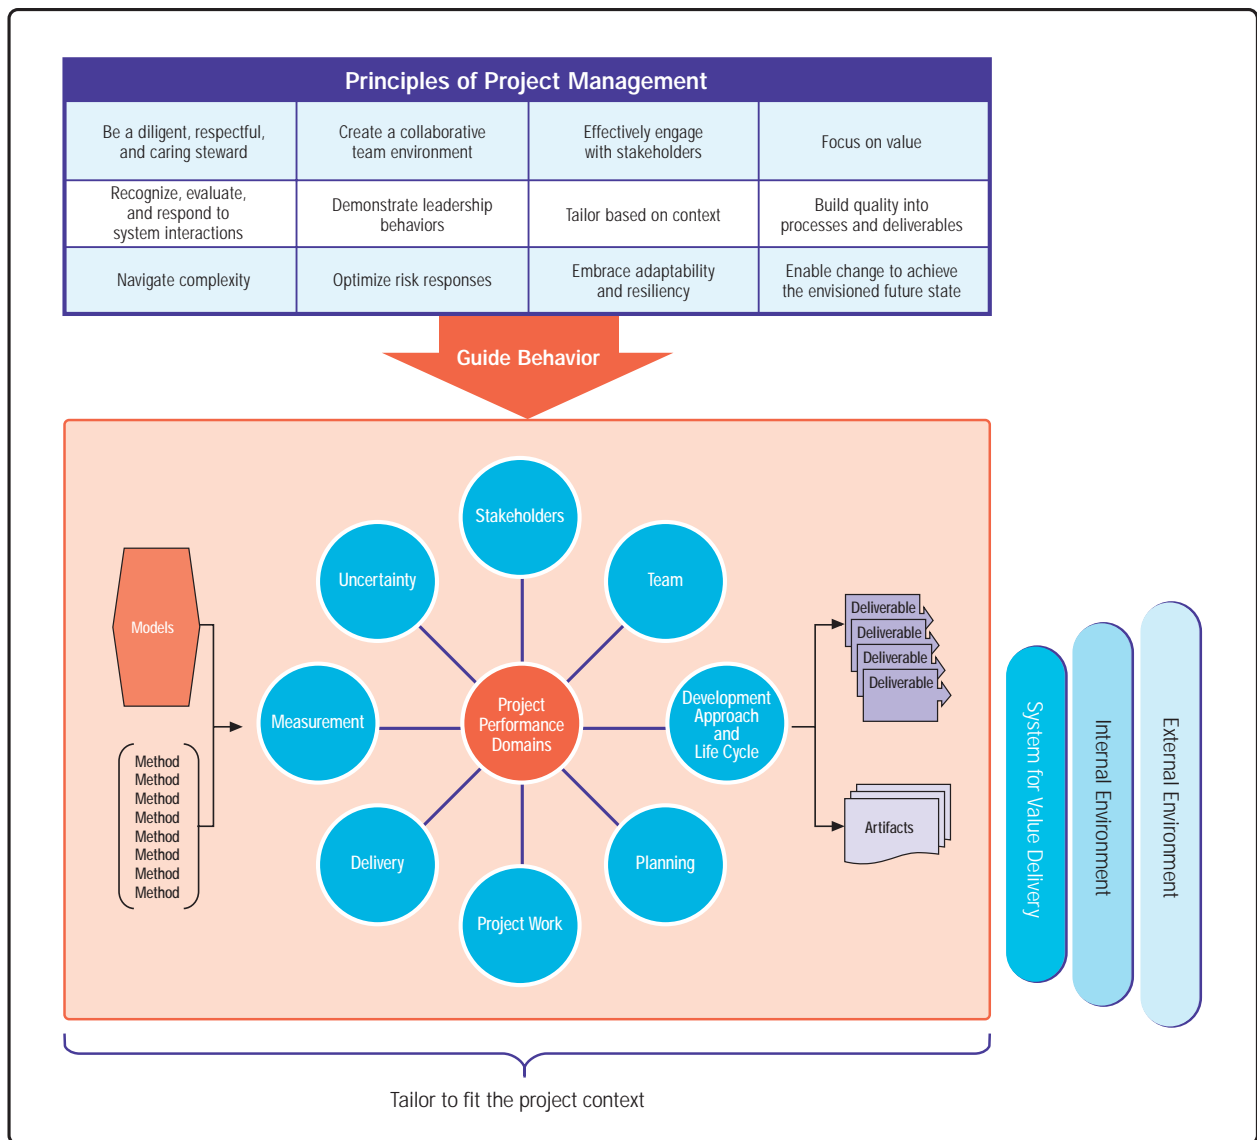 Principles of Project Management
Be a diligent, respectful,
and caring steward
Create a collaborative
team environment
Effectively engage
with stakeholders
Focus on value
Recognize, evaluate,
and respond to
system interactions
Demonstrate leadership
behaviors
Tailor based on context
Build quality into
processes and deliverables
Navigate complexity
Optimize risk responses
Embrace adaptability
and resiliency
Enable change to achieve
the envisioned future state
Guide Behavior
Stakeholders
Uncertainty
Team
Models
Measurement
Project
Performance
Domains
Development
Approach
and
Life Cycle
Deliverable
Deliverable
Deliverable
Deliverable
Method
Method
Method
Method
Method
Method
Method
Method
Delivery
Project Work
Planning
Artifacts
System for Value Delivery
Internal Environment
External Environment
Tailor to fit the project context